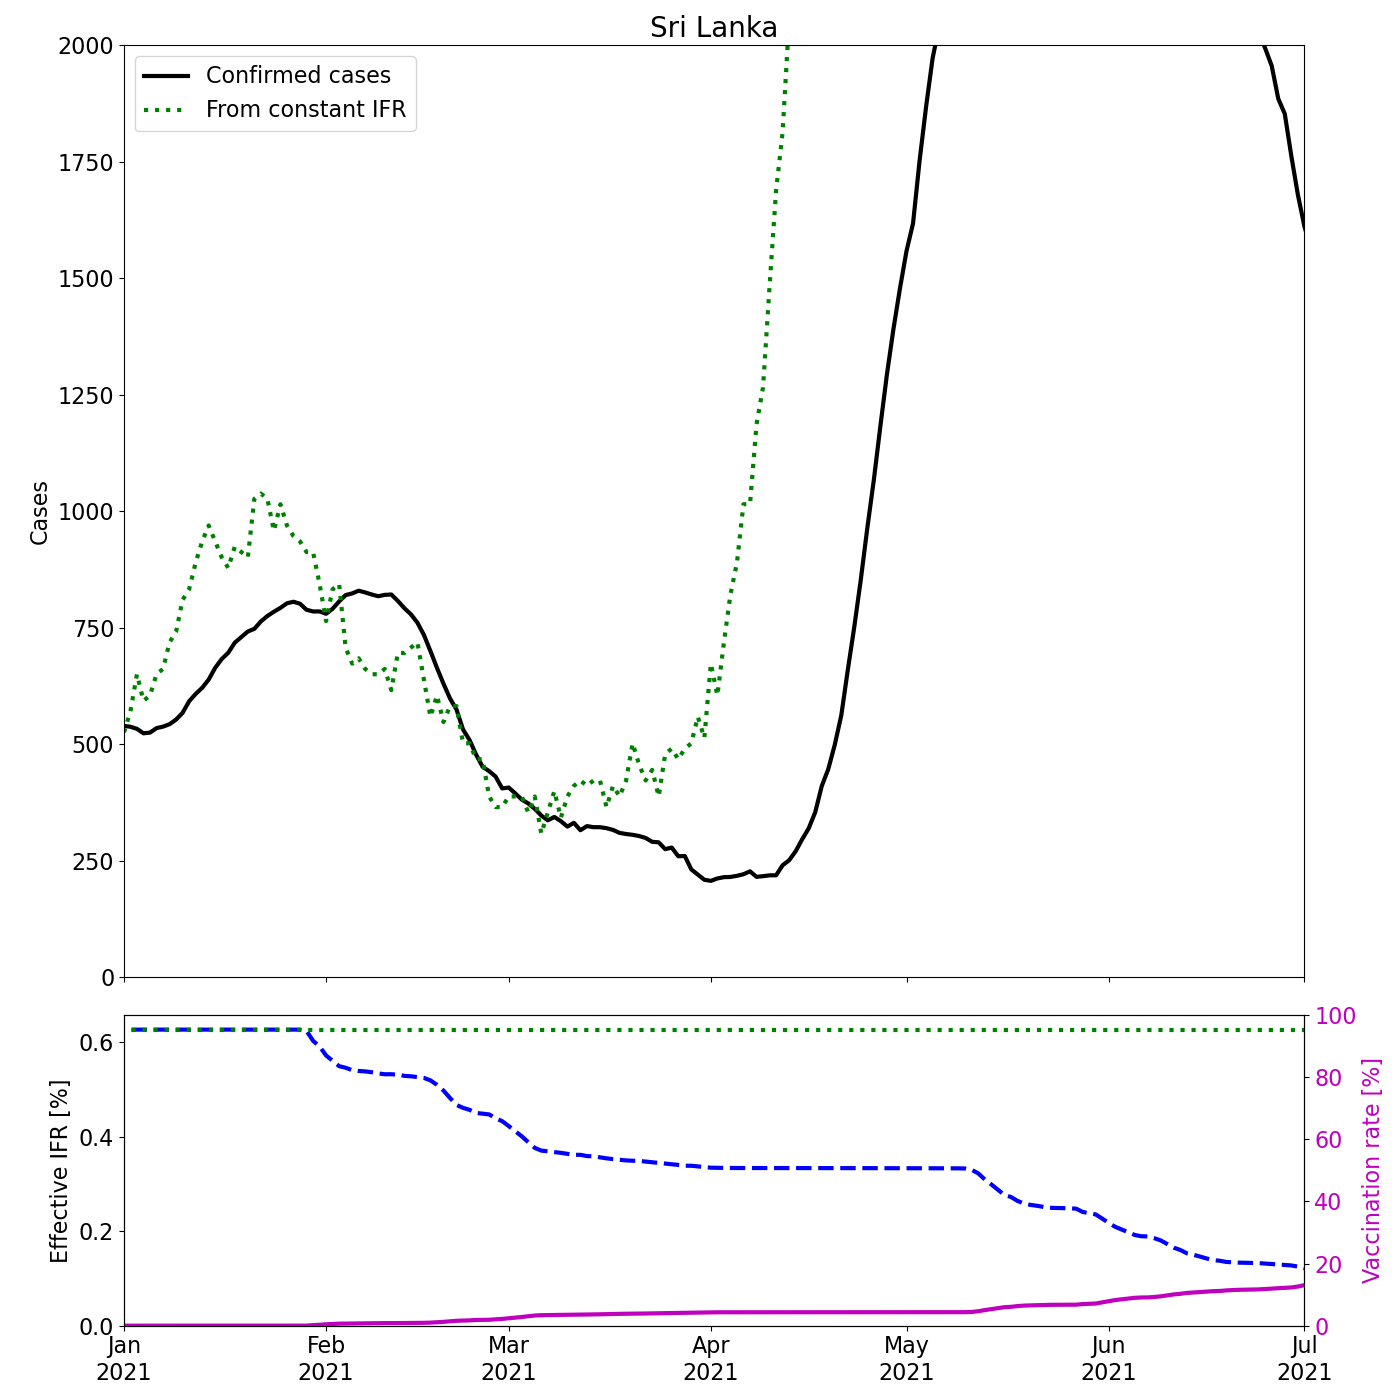 Sri Lanka
Confirmed cases
From constant IFR
2000
1750
1500
1250
1000
750
500
250
0
Cases
0.6
0.4
0.2
0.0
Effective IFR [%]
100
80
60
40
20
0
Vaccination rate [%]
Jan Feb Mar Apr May Jun Jul
2021 2021 2021 2021 2021 2021 2021